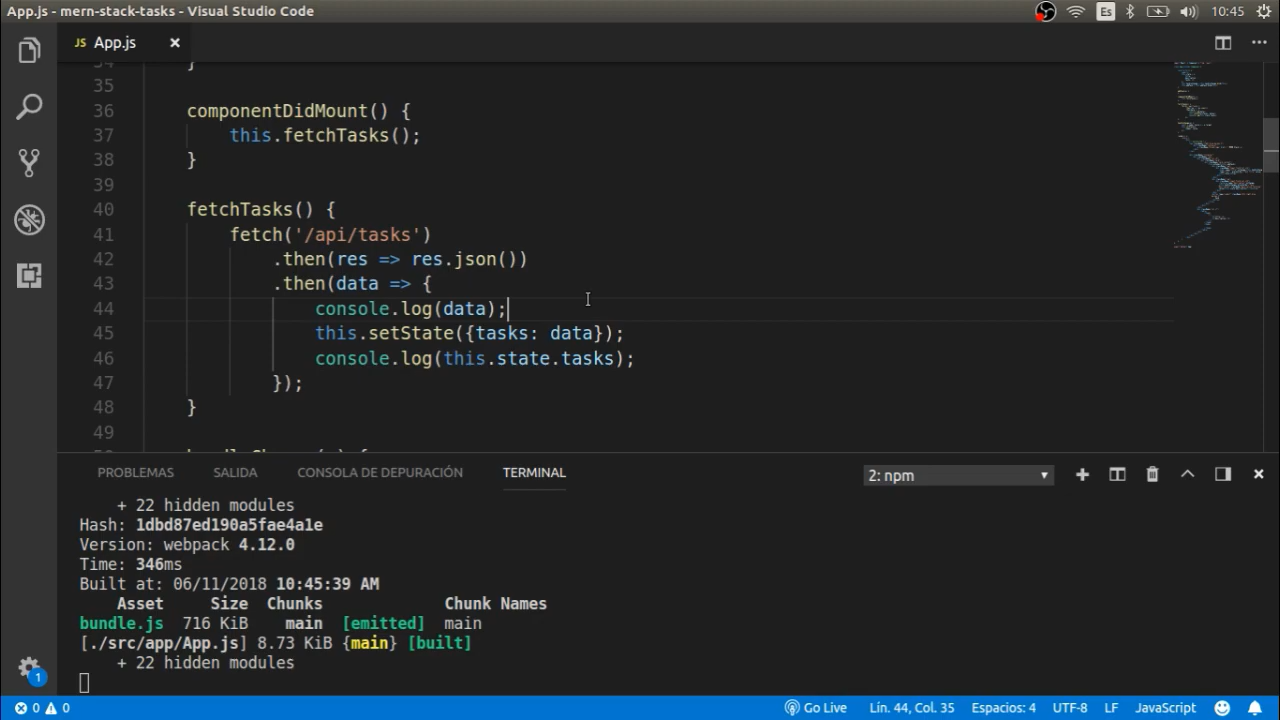 App.js - mern-stack-tasks - Visual Studio Code
Es
10:45
JS App.js
34 }
35
36 componentDidMount() {
37 this.fetchTasks();
38 }
39
40 fetchTasks() {
41 fetch('/api/tasks')
42 .then(res => res.json())
43 .then(data => {
44 console.log(data);
45 this.setState({tasks: data});
46 console.log(this.state.tasks);
47 });
48 }
49
PROBLEMAS SALIDA CONSOLA DE DEPURACIÓN TERMINAL 2: npm
+ 22 hidden modules
Hash: 1dbd87ed190a5fae4a1e
Version: webpack 4.12.0
Time: 346ms
Built at: 06/11/2018 10:45:39 AM
Asset Size Chunks Chunk Names
bundle.js 716 KiB main [emitted] main
[./src/app/App.js] 8.73 KiB {main} [built]
+ 22 hidden modules
1
0 0 Go Live Lín. 44, Col. 35 Espacios: 4 UTF-8 LF JavaScript